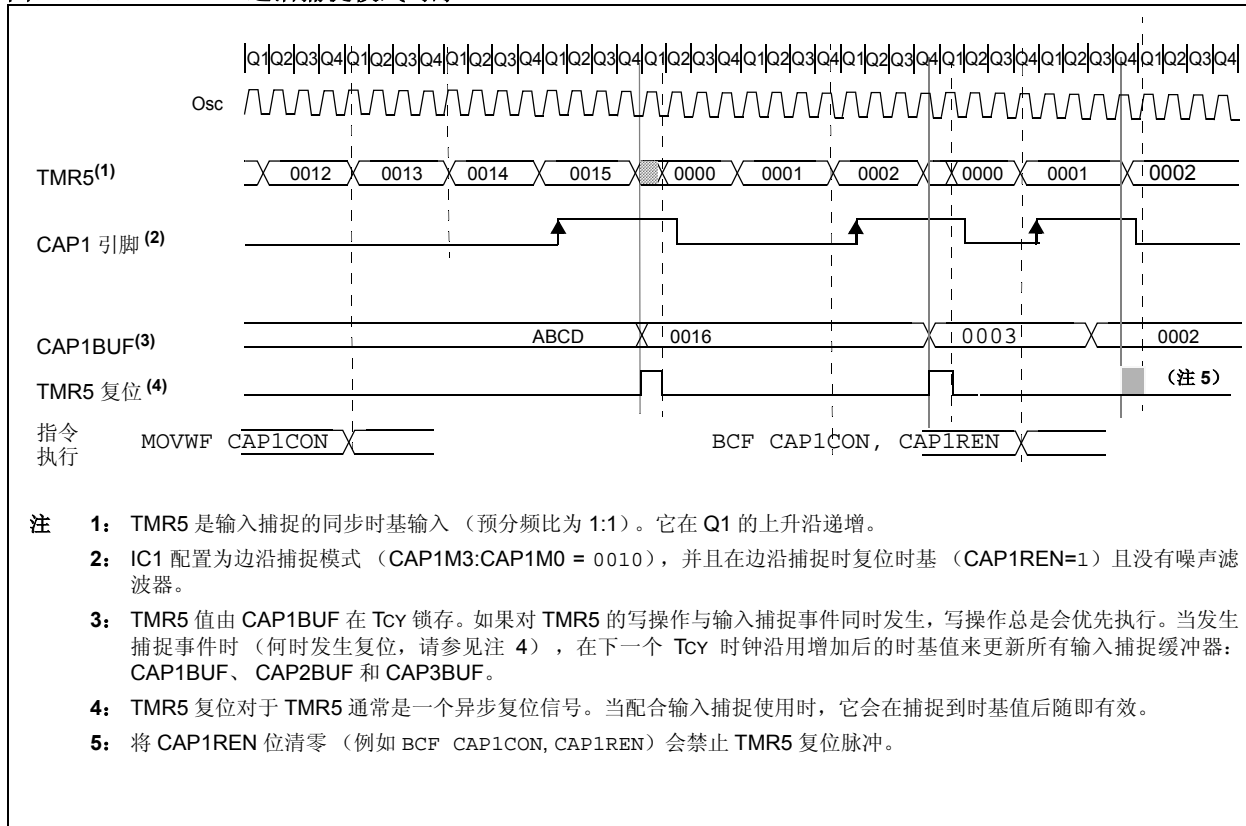 Q1 Q2 Q3 Q4 Q1 Q2 Q3 Q4 Q1 Q2 Q3 Q4 Q1 Q2 Q3 Q4 Q1 Q2 Q3 Q4 Q1 Q2 Q3 Q4 Q1 Q2 Q3 Q4 Q1 Q2 Q3 Q4 Q1 Q2 Q3 Q4 Q1 Q2 Q3 Q4
Osc
TMR5(1) 0012 0013 0014 0015 0000 0001 0002 0000 0001 0002
CAP1 引脚 (2)
CAP1BUF(3) ABCD 0016 0003 0002
TMR5 复位 (4) （注 5）
指令
执行
MOVWF CAP1CON BCF CAP1CON, CAP1REN
注 1： TMR5 是输入捕捉的同步时基输入 （预分频比为 1:1）。它在 Q1 的上升沿递增。
2： IC1 配置为边沿捕捉模式 （CAP1M3:CAP1M0 = 0010），并且在边沿捕捉时复位时基 （CAP1REN=1）且没有噪声滤
波器。
3： TMR5 值由 CAP1BUF 在 TCY 锁存。如果对 TMR5 的写操作与输入捕捉事件同时发生，写操作总是会优先执行。当发生
捕捉事件时 （何时发生复位，请参见注 4），在下一个 TCY 时钟沿用增加后的时基值来更新所有输入捕捉缓冲器：
CAP1BUF、 CAP2BUF 和 CAP3BUF。
4： TMR5 复位对于 TMR5 通常是一个异步复位信号。当配合输入捕捉使用时，它会在捕捉到时基值后随即有效。
5： 将 CAP1REN 位清零 （例如 BCF CAP1CON, CAP1REN）会禁止 TMR5 复位脉冲。